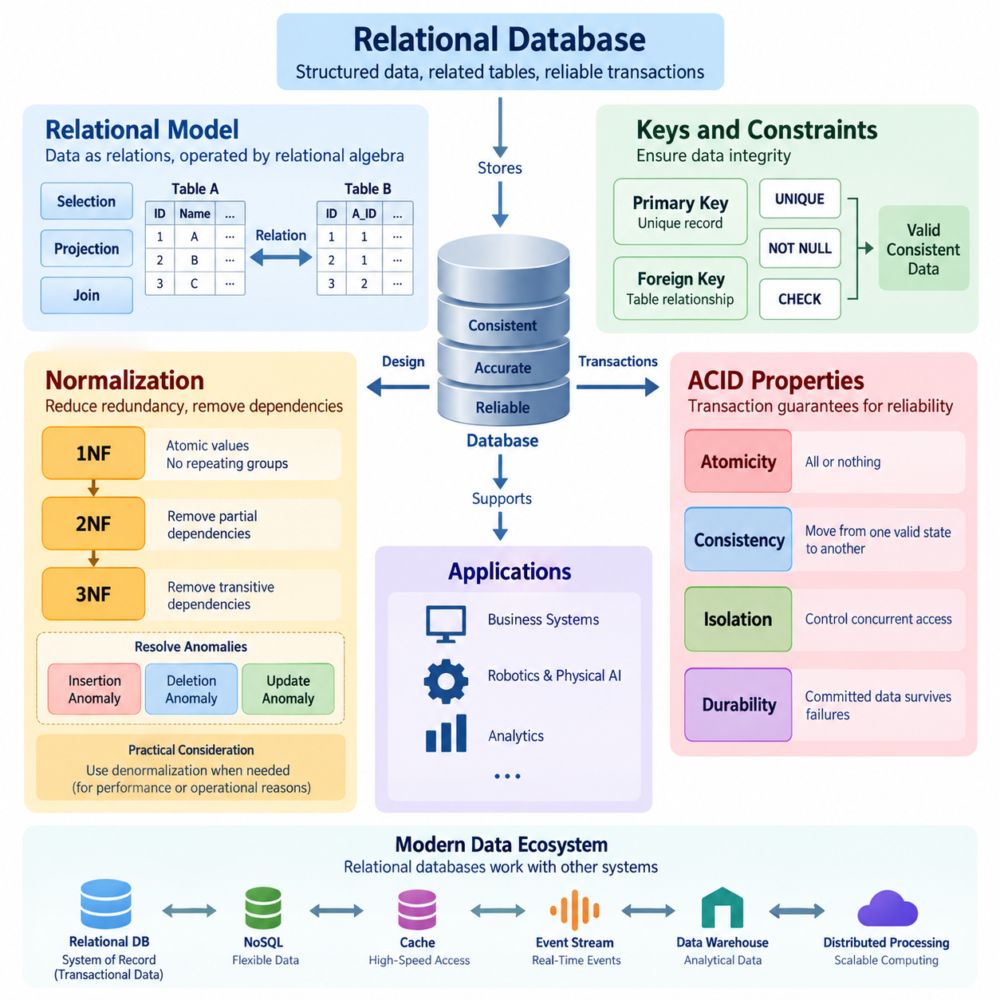 Relational Database
Structured data, related tables, reliable transactions
Relational Model
Data as relations, operated by relational algebra
Selection
Projection
Join
Table A
ID Name ...
1 A ...
2 B ...
3 C ...
Relation
Table B
ID A_ID ...
1 1 ...
2 1 ...
3 2 ...
Stores
Consistent
Accurate
Reliable
Database
Keys and Constraints
Ensure data integrity
Primary Key
Unique record
Foreign Key
Table relationship
UNIQUE
NOT NULL
CHECK
Valid
Consistent
Data
Design
Transactions
Normalization
Reduce redundancy, remove dependencies
1NF
Atomic values
No repeating groups
2NF
Remove partial
dependencies
3NF
Remove transitive
dependencies
Resolve Anomalies
Insertion
Anomaly
Deletion
Anomaly
Update
Anomaly
Practical Consideration
Use denormalization when needed
(for performance or operational reasons)
Supports
Applications
Business Systems
Robotics & Physical AI
Analytics
...
ACID Properties
Transaction guarantees for reliability
Atomicity
All or nothing
Consistency
Move from one valid state
to another
Isolation
Control concurrent access
Durability
Committed data survives
failures
Modern Data Ecosystem
Relational databases work with other systems
Relational DB
System of Record
(Transactional Data)
NoSQL
Flexible Data
Cache
High-Speed Access
Event Stream
Real-Time Events
Data Warehouse
Analytical Data
Distributed Processing
Scalable Computing